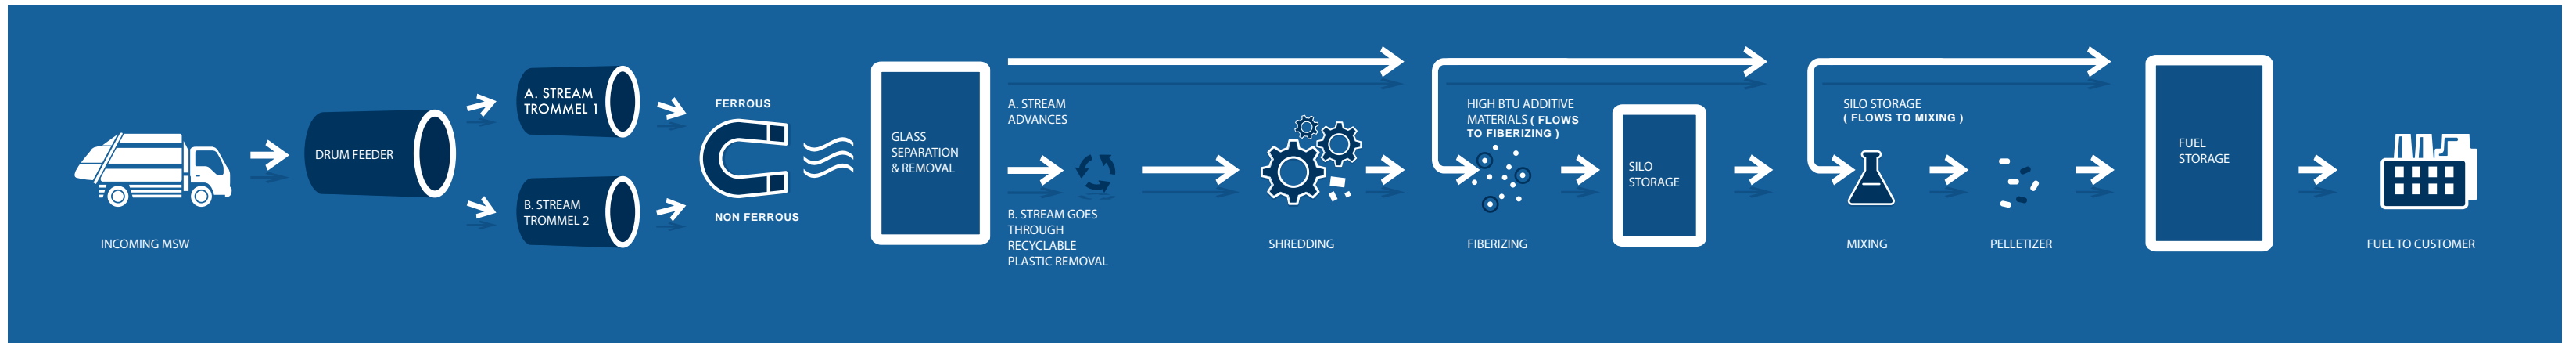 INCOMING MSW
DRUM FEEDER
A. STREAM
TROMMEL 1
B. STREAM
TROMMEL 2
FERROUS
NON FERROUS
GLASS
SEPARATION
& REMOVAL
A. STREAM
ADVANCES
B. STREAM GOES
THROUGH
RECYCLABLE
PLASTIC REMOVAL
SHREDDING
HIGH BTU ADDITIVE
MATERIALS ( FLOWS
TO FIBERIZING )
FIBERIZING
SILO
STORAGE
SILO STORAGE
( FLOWS TO MIXING )
MIXING
PELLETIZER
FUEL
STORAGE
FUEL TO CUSTOMER